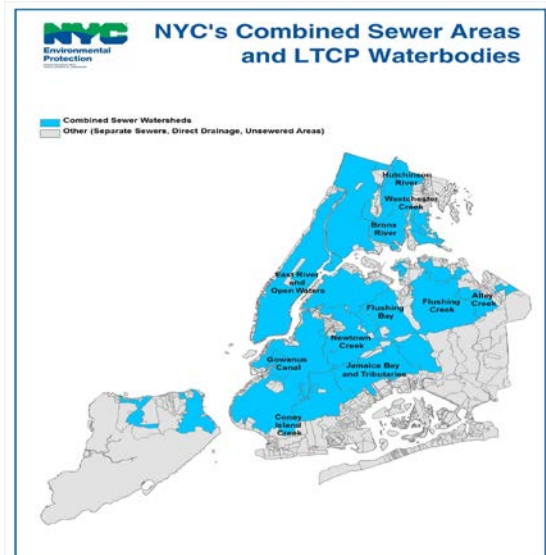 NYC
Environmental
Protection
NYC's Combined Sewer Areas
and LTCP Waterbodies
Combined Sewer Watersheds
Other (Separate Sewers, Direct Drainage, Unsewered Areas)
Hutchinson
River
Westchester
Creek
Bronx
River
East River
and
Open Waters
Alley
Creek
Flushing
Creek
Flushing
Bay
Newtown
Creek
Gowanus
Canal
Jamaica Bay
and Tributaries
Coney
Island
Creek